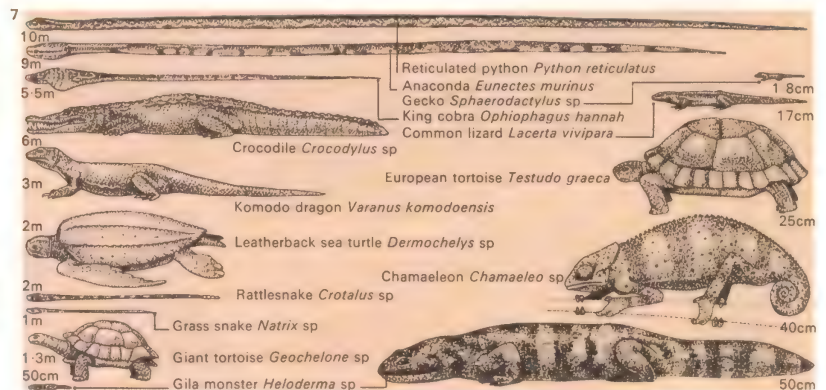 7
10m
9m
Reticulated python Python reticulatus
Anaconda Eunectes murinus
1·8cm
5·5m
Gecko Sphaerodactylus sp
King cobra Ophiophagus hannah
17cm
Common lizard Lacerta vivipara
6m
Crocodile Crocodylus sp
European tortoise Testudo graeca
3m
Komodo dragon Varanus komodoensis
25cm
2m
Leatherback sea turtle Dermochelys sp
Chamaeleon Chamaeleo sp
2m
Rattlesnake Crotalus sp
1m
Grass snake Natrix sp
40cm
1·3m
Giant tortoise Geochelone sp
50cm
Gila monster Heloderma sp
50cm